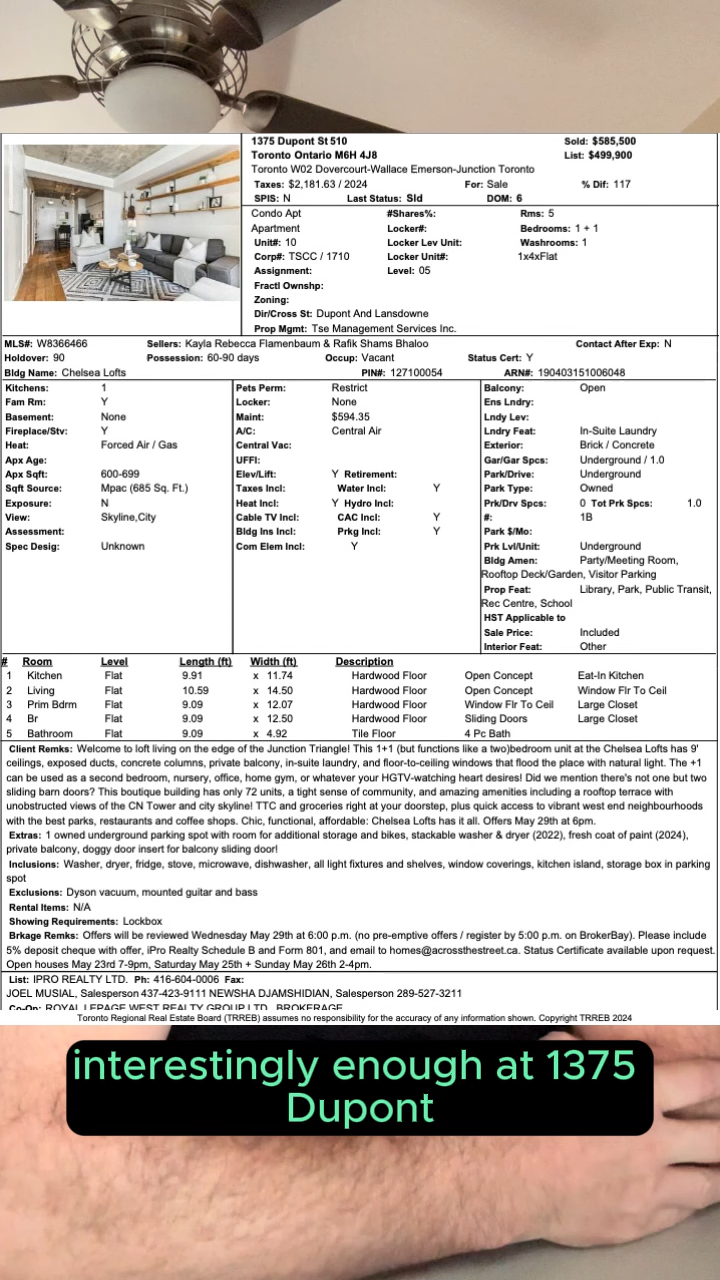 1375 Dupont St 510 Sold: $585,500
Toronto Ontario M6H 4J8 List: $499,900
Toronto W02 Dovercourt-Wallace Emerson-Junction Toronto
Taxes: $2,181.63 / 2024 For: Sale % Dif: 117
SPIS: N Last Status: Sld DOM: 6
Condo Apt #Shares%: Rms: 5
Apartment Locker#: Bedrooms: 1 + 1
Unit#: 10 Locker Lev Unit: Washrooms: 1
Corp#: TSCC / 1710 Locker Unit#: 1x4xFlat
Assignment: Level: 05
Fractl Ownshp:
Zoning:
Dir/Cross St: Dupont And Lansdowne
Prop Mgmt: Tse Management Services Inc.
MLS#: W8366466 Sellers: Kayla Rebecca Flamenbaum & Rafik Shams Bhaloo Contact After Exp: N
Holdover: 90 Possession: 60-90 days Occup: Vacant Status Cert: Y
Bldg Name: Chelsea Lofts PIN#: 127100054 ARN#: 190403151006048
Kitchens: 1 Pets Perm: Restrict Balcony: Open
Fam Rm: Y Locker: None Ens Lndry:
Basement: None Maint: $594.35 Lndy Lev:
Fireplace/Stv: Y A/C: Central Air Lndry Feat: In-Suite Laundry
Heat: Forced Air / Gas Central Vac: Exterior: Brick / Concrete
Apx Age: UFFI: Gar/Gar Spcs: Underground / 1.0
Apx Sqft: 600-699 Elev/Lift: Y Retirement: Park/Drive: Underground
Sqft Source: Mpac (685 Sq. Ft.) Taxes Incl: Water Incl: Y Park Type: Owned
Exposure: N Heat Incl: Y Hydro Incl: Prk/Drv Spcs: 0 Tot Prk Spcs: 1.0
View: Skyline,City Cable TV Incl: CAC Incl: Y #: 1B
Assessment: Bldg Ins Incl: Prkg Incl: Y Park $/Mo:
Spec Desig: Unknown Com Elem Incl: Y Prk Lvl/Unit: Underground
Bldg Amen: Party/Meeting Room,
Rooftop Deck/Garden, Visitor Parking
Prop Feat: Library, Park, Public Transit,
Rec Centre, School
HST Applicable to
Sale Price: Included
Interior Feat: Other
# Room Level Length (ft) Width (ft) Description
1 Kitchen Flat 9.91 x 11.74 Hardwood Floor Open Concept Eat-In Kitchen
2 Living Flat 10.59 x 14.50 Hardwood Floor Open Concept Window Flr To Ceil
3 Prim Bdrm Flat 9.09 x 12.07 Hardwood Floor Window Flr To Ceil Large Closet
4 Br Flat 9.09 x 12.50 Hardwood Floor Sliding Doors Large Closet
5 Bathroom Flat 9.09 x 4.92 Tile Floor 4 Pc Bath
Client Remks: Welcome to loft living on the edge of the Junction Triangle! This 1+1 (but functions like a two)bedroom unit at the Chelsea Lofts has 9'
ceilings, exposed ducts, concrete columns, private balcony, in-suite laundry, and floor-to-ceiling windows that flood the place with natural light. The +1
can be used as a second bedroom, nursery, office, home gym, or whatever your HGTV-watching heart desires! Did we mention there's not one but two
sliding barn doors? This boutique building has only 72 units, a tight sense of community, and amazing amenities including a rooftop terrace with
unobstructed views of the CN Tower and city skyline! TTC and groceries right at your doorstep, plus quick access to vibrant west end neighbourhoods
with the best parks, restaurants and coffee shops. Chic, functional, affordable: Chelsea Lofts has it all. Offers May 29th at 6pm.
Extras: 1 owned underground parking spot with room for additional storage and bikes, stackable washer & dryer (2022), fresh coat of paint (2024),
private balcony, doggy door insert for balcony sliding door!
Inclusions: Washer, dryer, fridge, stove, microwave, dishwasher, all light fixtures and shelves, window coverings, kitchen island, storage box in parking
spot
Exclusions: Dyson vacuum, mounted guitar and bass
Rental Items: N/A
Showing Requirements: Lockbox
Brkage Remks: Offers will be reviewed Wednesday May 29th at 6:00 p.m. (no pre-emptive offers / register by 5:00 p.m. on BrokerBay). Please include
5% deposit cheque with offer, iPro Realty Schedule B and Form 801, and email to homes@acrossthestreet.ca. Status Certificate available upon request.
Open houses May 23rd 7-9pm, Saturday May 25th + Sunday May 26th 2-4pm.
List: IPRO REALTY LTD. Ph: 416-604-0006 Fax:
JOEL MUSIAL, Salesperson 437-423-9111 NEWSHA DJAMSHIDIAN, Salesperson 289-527-3211
Co-Op: ROYAL LEPAGE WEST REALTY GROUP LTD., BROKERAGE
Toronto Regional Real Estate Board (TRREB) assumes no responsibility for the accuracy of any information shown. Copyright TRREB 2024
interestingly enough at 1375
Dupont